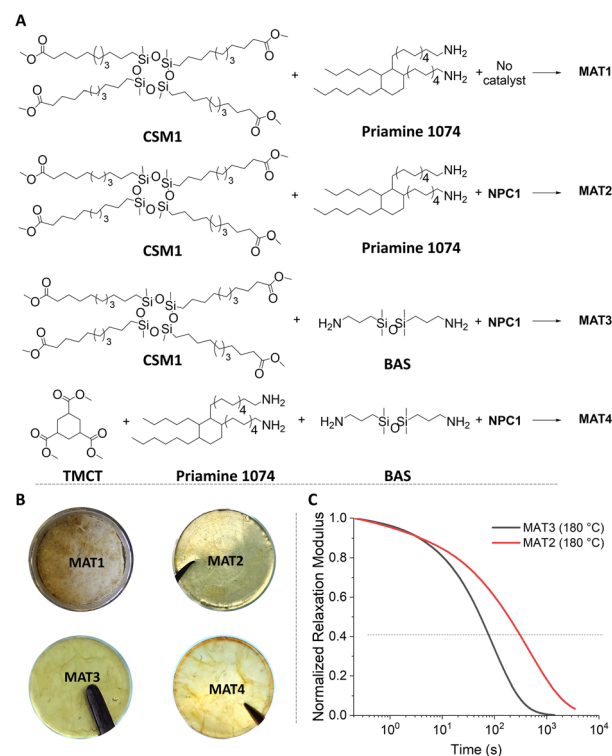 A
O
O
O
O
Si O Si
O
O
Si O Si
O
O
O
O
3
3
3
3
CSM1
+
NH2
4
NH2
4
Priamine 1074
+ No
catalyst
MAT1
O
O
O
O
Si O Si
O
O
Si O Si
O
O
O
O
3
3
3
3
CSM1
+
NH2
4
NH2
4
Priamine 1074
+ NPC1
MAT2
O
O
O
O
Si O Si
O
O
Si O Si
O
O
O
O
3
3
3
3
CSM1
+
NH2
Si O Si
NH2
BAS
+ NPC1
MAT3
O
O
O
O
O
O
TMCT
+
NH2
4
NH2
4
Priamine 1074
+
NH2
Si O Si
NH2
BAS
+ NPC1
MAT4
B
MAT1
MAT2
MAT3
MAT4
C
Normalized Relaxation Modulus
1.0
0.8
0.6
0.4
0.2
0.0
MAT3 (180 °C)
MAT2 (180 °C)
10^0 10^1 10^2 10^3 10^4
Time (s)